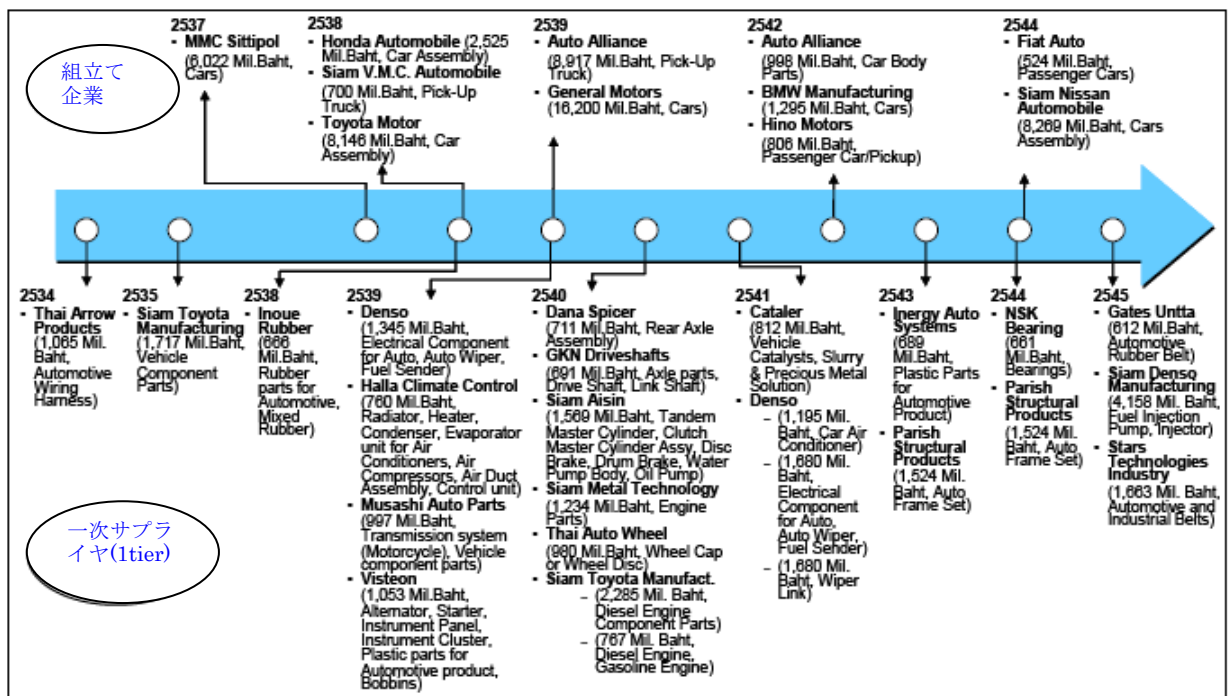 組立て
企業
2537
- MMC Sittipol
(6,022 Mil.Baht,
Cars)
2538
- Honda Automobile (2,525
Mil.Baht, Car Assembly)
- Siam V.M.C. Automobile
(700 Mil.Baht, Pick-Up
Truck)
- Toyota Motor
(8,146 Mil.Baht, Car
Assembly)
2539
- Auto Alliance
(8,917 Mil.Baht, Pick-Up
Truck)
- General Motors
(16,200 Mil.Baht, Cars)
2542
- Auto Alliance
(998 Mil.Baht, Car Body
Parts)
- BMW Manufacturing
(1,295 Mil.Baht, Cars)
- Hino Motors
(806 Mil.Baht,
Passenger Car/Pickup)
2544
- Fiat Auto
(524 Mil.Baht,
Passenger Cars)
- Siam Nissan
Automobile
(8,269 Mil.Baht, Cars
Assembly)
2534
- Thai Arrow
Products
(1,065 Mil.
Baht,
Automotive
Wiring
Harness)
2535
- Siam Toyota
Manufacturing
(1,717 Mil.Baht,
Vehicle
Component
Parts)
2538
- Inoue
Rubber
(666
Mil.Baht,
Rubber
parts for
Automotive,
Mixed
Rubber)
2539
- Denso
(1,345 Mil.Baht,
Electrical Component
for Auto, Auto Wiper,
Fuel Sender)
- Halla Climate Control
(760 Mil.Baht,
Radiator, Heater,
Condenser, Evaporator
unit for Air
Conditioners, Air
Compressors, Air Duct
Assembly, Control unit)
- Musashi Auto Parts
(997 Mil.Baht,
Transmission system
(Motorcycle), Vehicle
component parts)
- Visteon
(1,053 Mil.Baht,
Alternator, Starter,
Instrument Panel,
Instrument Cluster,
Plastic parts for
Automotive product,
Bobbins)
2540
- Dana Spicer
(711 Mil.Baht, Rear Axle
Assembly)
- GKN Driveshafts
(691 Mil.Baht, Axle parts,
Drive Shaft, Link Shaft)
- Siam Aisin
(1,569 Mil.Baht, Tandem
Master Cylinder, Clutch
Master Cylinder Assy, Disc
Brake, Drum Brake, Water
Pump Body, Oil Pump)
- Siam Metal Technology
(1,234 Mil.Baht, Engine
Parts)
- Thai Auto Wheel
(980 Mil.Baht, Wheel Cap
or Wheel Disc)
- Siam Toyota Manufact.
– (2,285 Mil. Baht,
Diesel Engine
Component Parts)
– (767 Mil. Baht,
Diesel Engine,
Gasoline Engine)
2541
- Cataler
(812 Mil.Baht,
Vehicle
Catalysts, Slurry
& Precious Metal
Solution)
- Denso
– (1,195 Mil.
Baht, Car Air
Conditioner)
– (1,680 Mil.
Baht,
Electrical
Component
for Auto,
Auto Wiper,
Fuel Sender)
– (1,680 Mil.
Baht, Wiper
Link)
2543
- Inergy Auto
Systems
(689
Mil.Baht,
Plastic Parts
for
Automotive
Product)
- Parish
Structural
Products
(1,524 Mil.
Baht, Auto
Frame Set)
2544
- NSK
Bearing
(661
Mil.Baht,
Bearings)
- Parish
Structural
Products
(1,524 Mil.
Baht, Auto
Frame Set)
2545
- Gates Untta
(612 Mil.Baht,
Automotive
Rubber Belt)
- Siam Denso
Manufacturing
(4,158 Mil. Baht,
Fuel Injection
Pump, Injector)
- Stars
Technologies
Industry
(1,663 Mil. Baht,
Automotive and
Industrial Belts)
一次サプラ
イヤ(1tier)